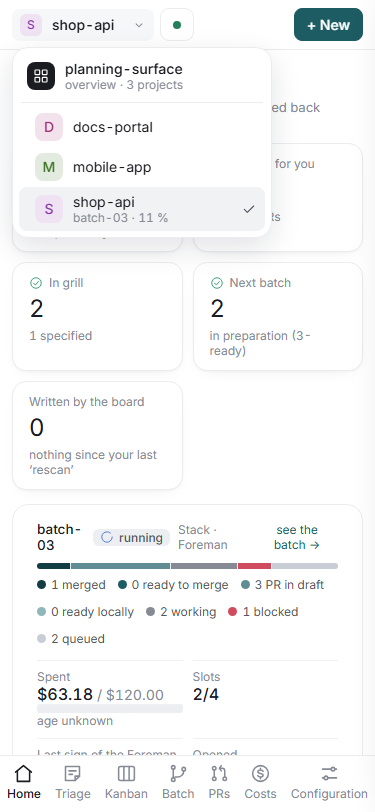 S shop-api
+ New
planning-surface
overview · 3 projects
ed back
D docs-portal
for you
M mobile-app
S shop-api
batch-03 · 11 %
In grill
2
1 specified
Next batch
2
in preparation (3-
ready)
Written by the board
0
nothing since your last
‘rescan’
batch-
03
running
Stack ·
Foreman
see the
batch →
1 merged
0 ready to merge
3 PR in draft
0 ready locally
2 working
1 blocked
2 queued
Spent
$63.18 / $120.00
age unknown
Slots
2/4
Last sign of the Foreman
Opened
Home
Triage
Kanban
Batch
PRs
Costs
Configuration